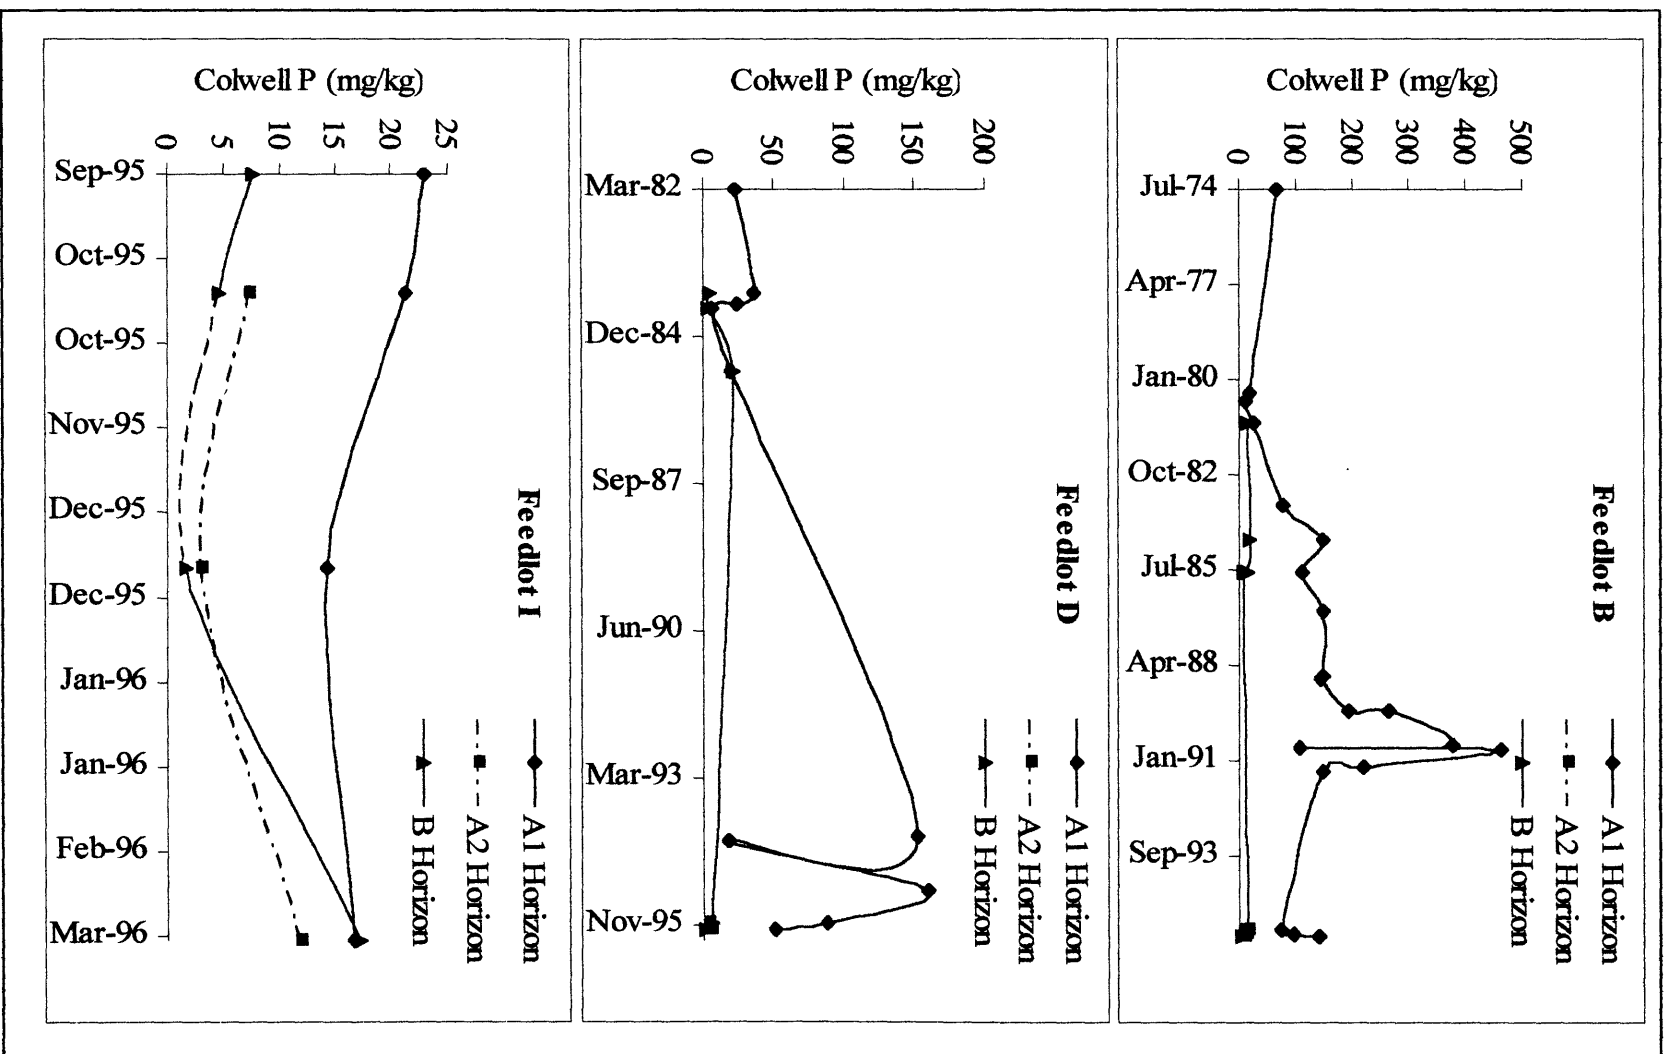 Colwell P (mg/kg)
0
5
10
15
20
25
Sep-95
Oct-95
Oct-95
Nov-95
Dec-95
Dec-95
Jan-96
Jan-96
Feb-96
Mar-96
Feedlot I
A1 Horizon
A2 Horizon
B Horizon
Colwell P (mg/kg)
0
50
100
150
200
Mar-82
Dec-84
Sep-87
Jun-90
Mar-93
Nov-95
Feedlot D
A1 Horizon
A2 Horizon
B Horizon
Colwell P (mg/kg)
0
100
200
300
400
500
Jul-74
Apr-77
Jan-80
Oct-82
Jul-85
Apr-88
Jan-91
Sep-93
Feedlot B
A1 Horizon
A2 Horizon
B Horizon